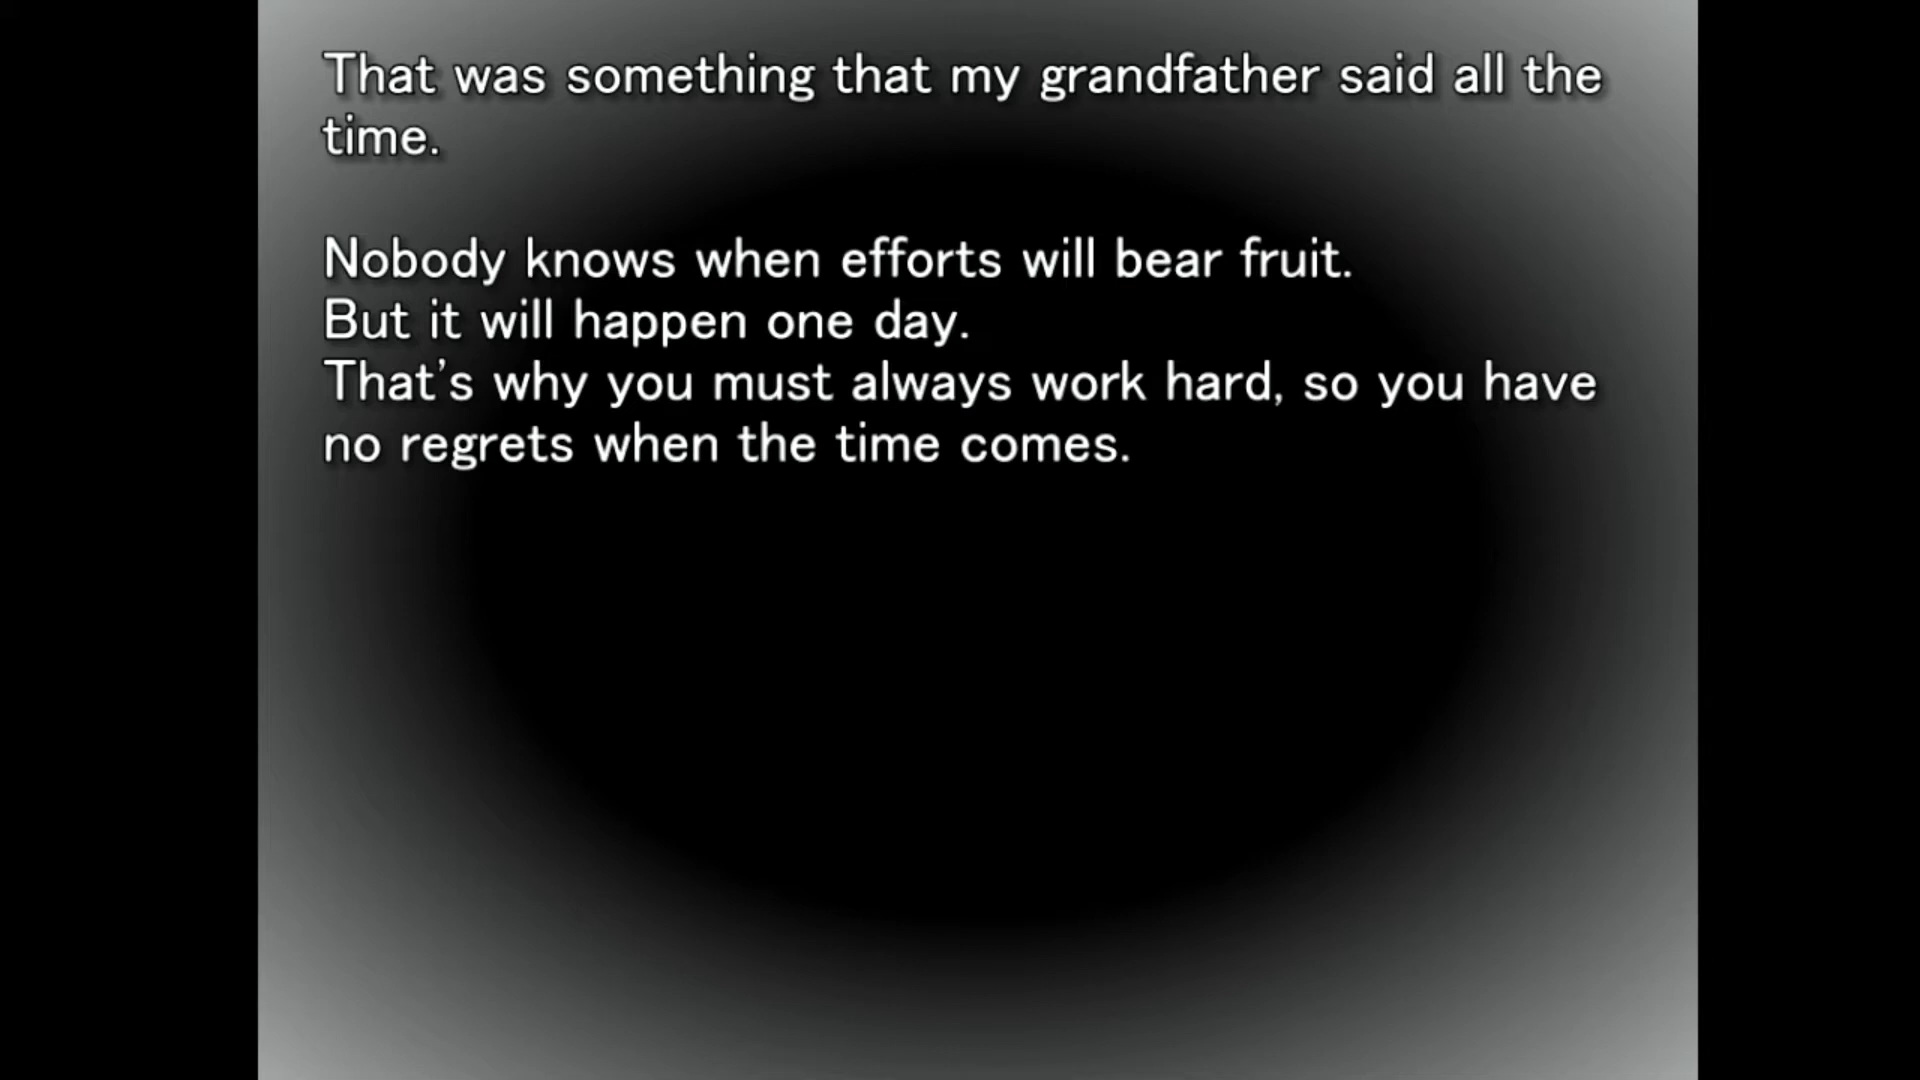 That was something that my grandfather said all the
time.
Nobody knows when efforts will bear fruit.
But it will happen one day.
That's why you must always work hard, so you have
no regrets when the time comes.